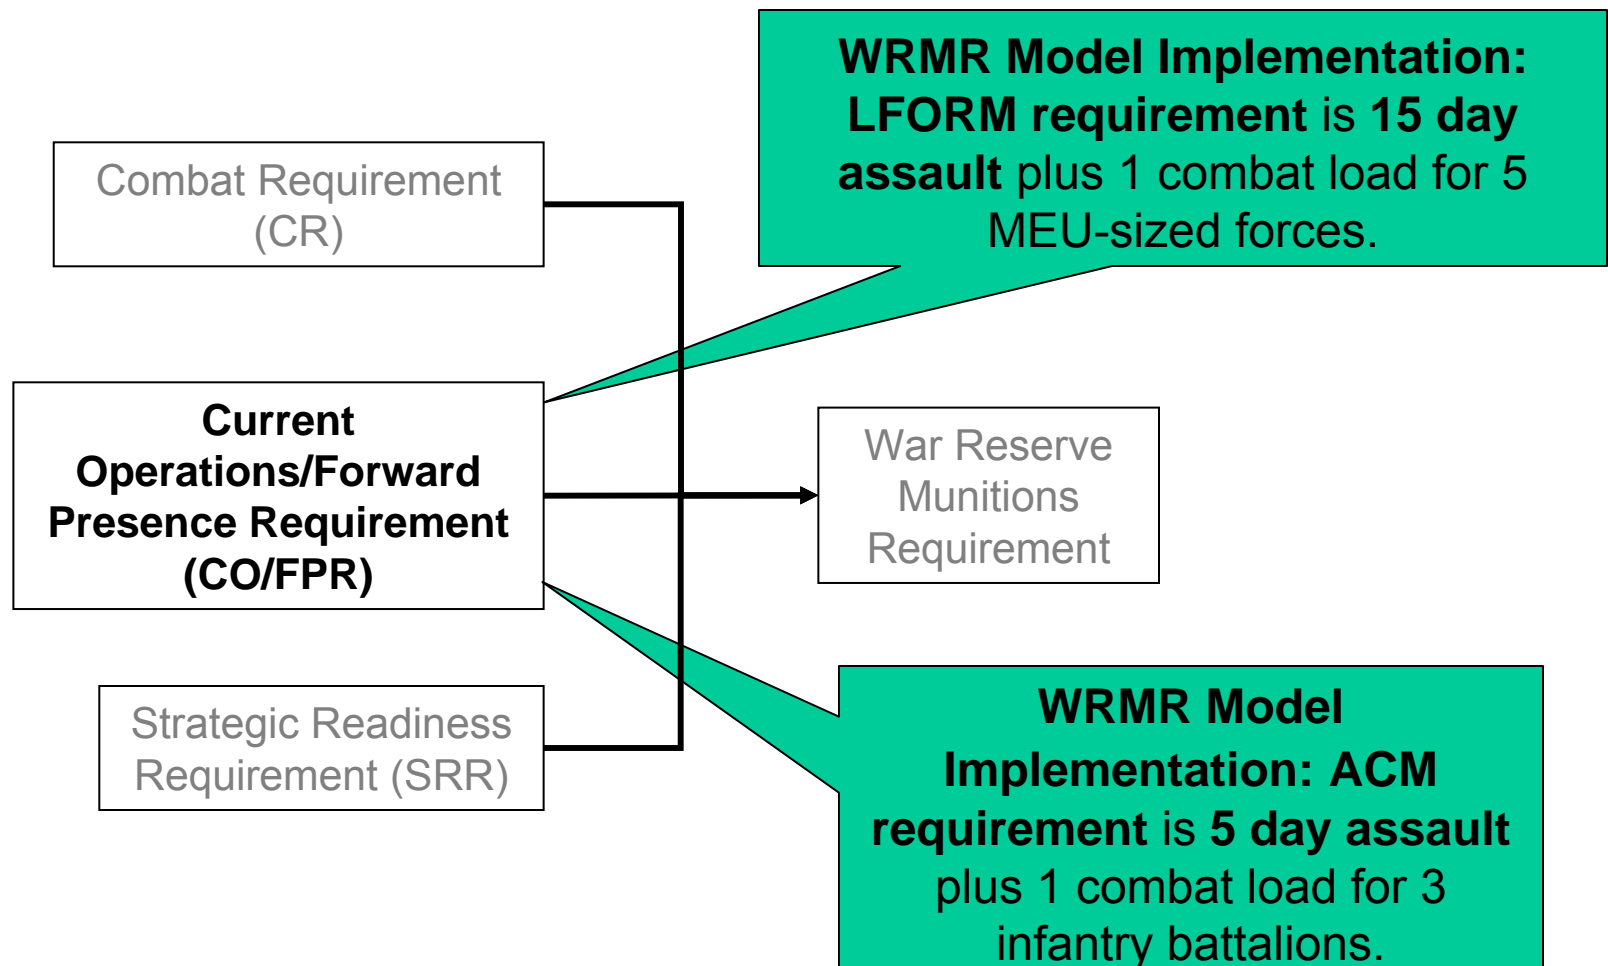 WRMR Model Implementation:
LFORM requirement is 15 day
assault plus 1 combat load for 5
MEU-sized forces.
Combat Requirement
(CR)
Current
Operations/Forward
Presence Requirement
(CO/FPR)
War Reserve
Munitions
Requirement
Strategic Readiness
Requirement (SRR)
WRMR Model
Implementation: ACM
requirement is 5 day assault
plus 1 combat load for 3
infantry battalions.